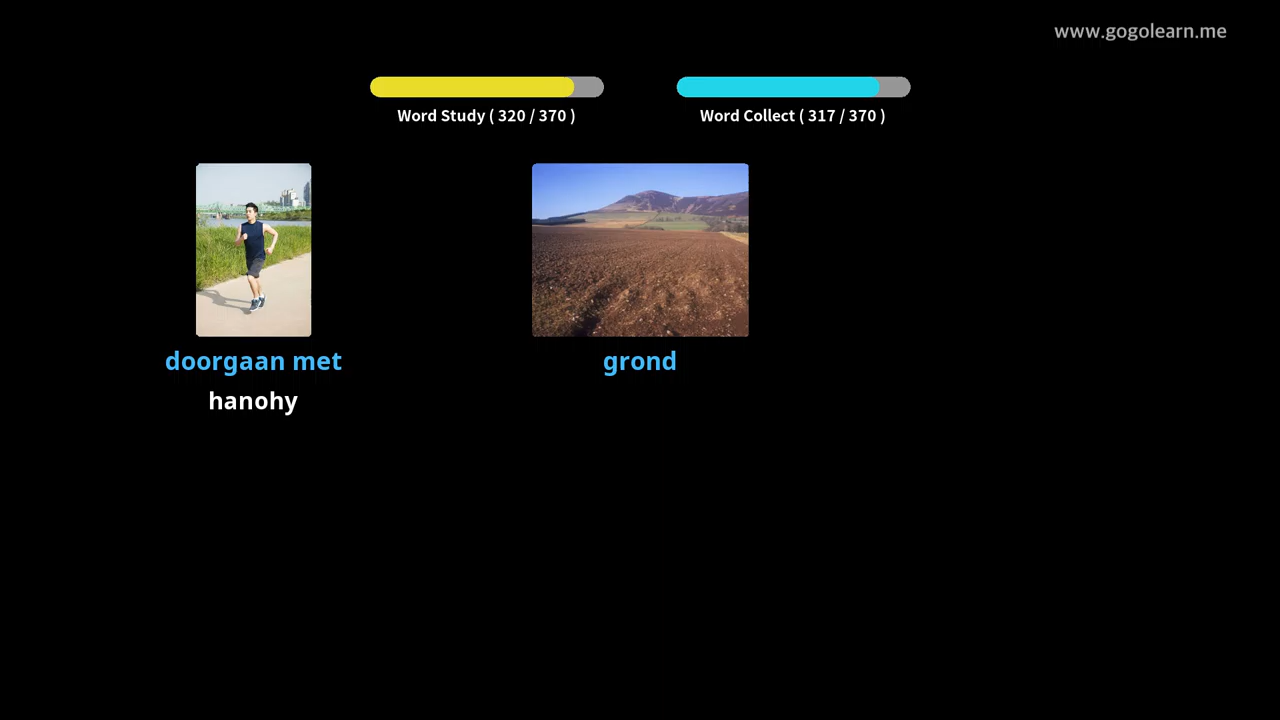 www.gogolearn.me
Word Study ( 320 / 370 )
Word Collect ( 317 / 370 )
doorgaan met
hanohy
grond